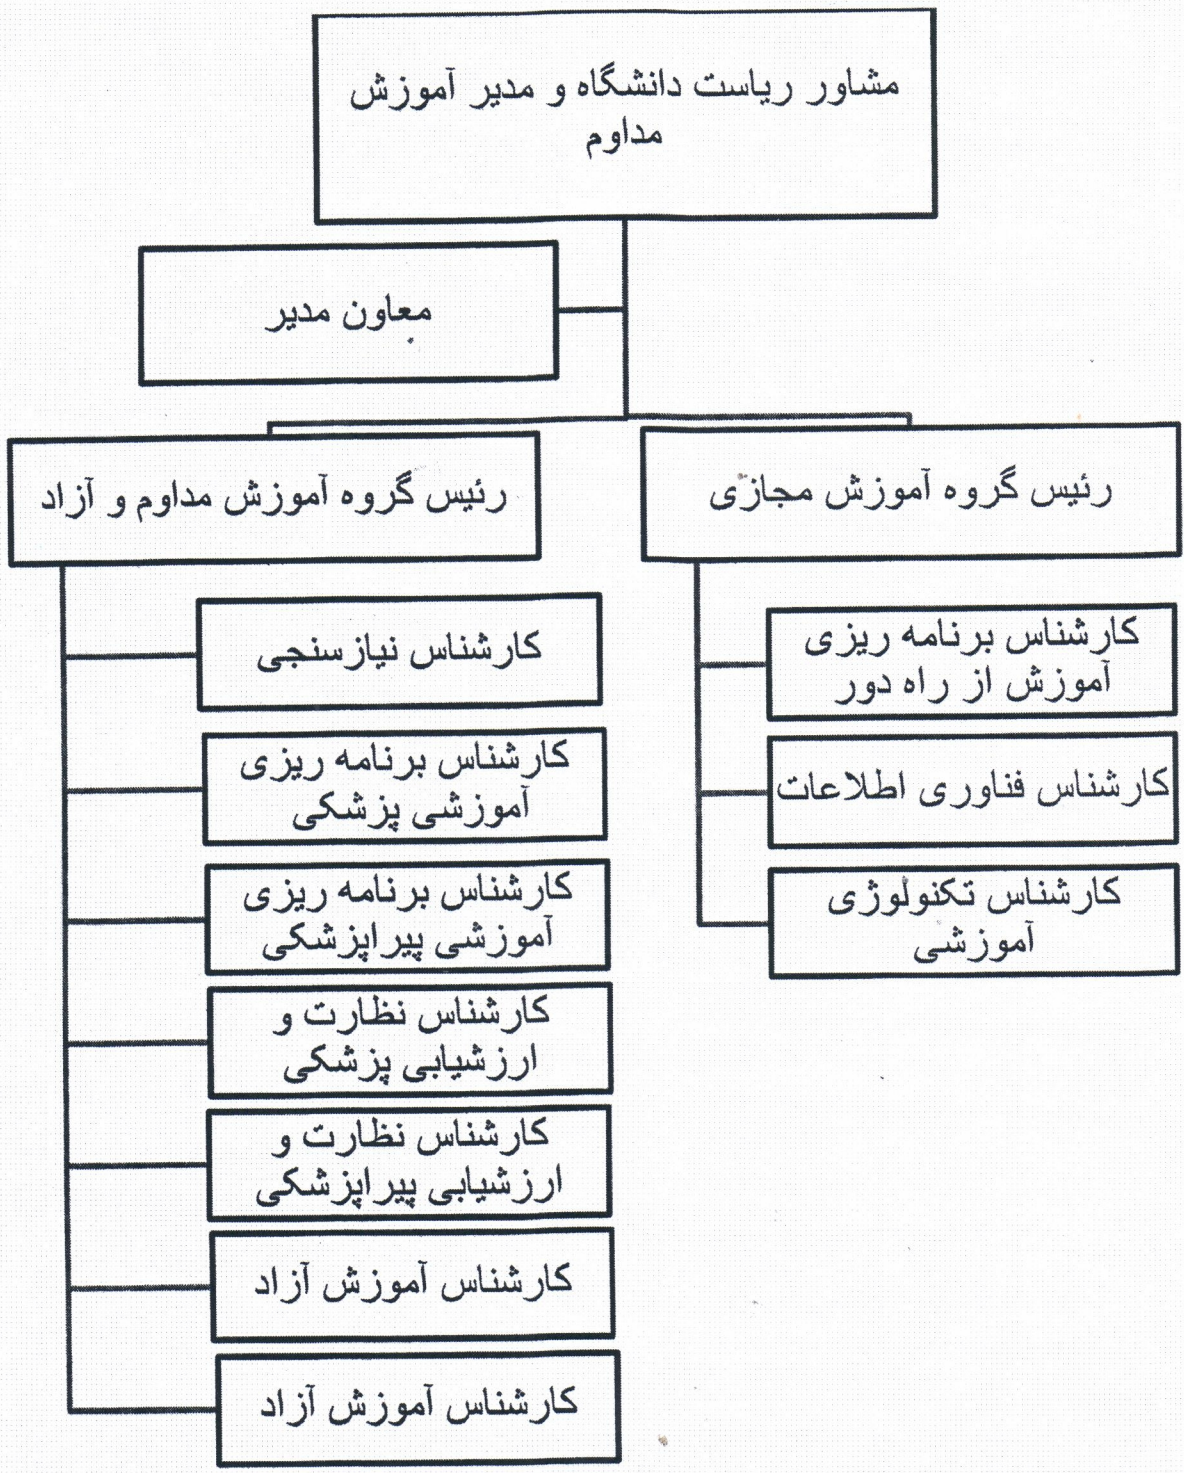 مشاور ریاست دانشگاه و مدیر آموزش
مداوم
معاون مدیر
رئیس گروه آموزش مجازی
کارشناس برنامه ریزی
آموزش از راه دور
کارشناس فناوری اطلاعات
کارشناس تکنولوژی
آموزشی
رئیس گروه آموزش مداوم و آزاد
کارشناس نیازسنجی
کارشناس برنامه ریزی
آموزشی پزشکی
کارشناس برنامه ریزی
آموزشی پیراپزشکی
کارشناس نظارت و
ارزشیابی پزشکی
کارشناس نظارت و
ارزشیابی پیراپزشکی
کارشناس آموزش آزاد
کارشناس آموزش آزاد